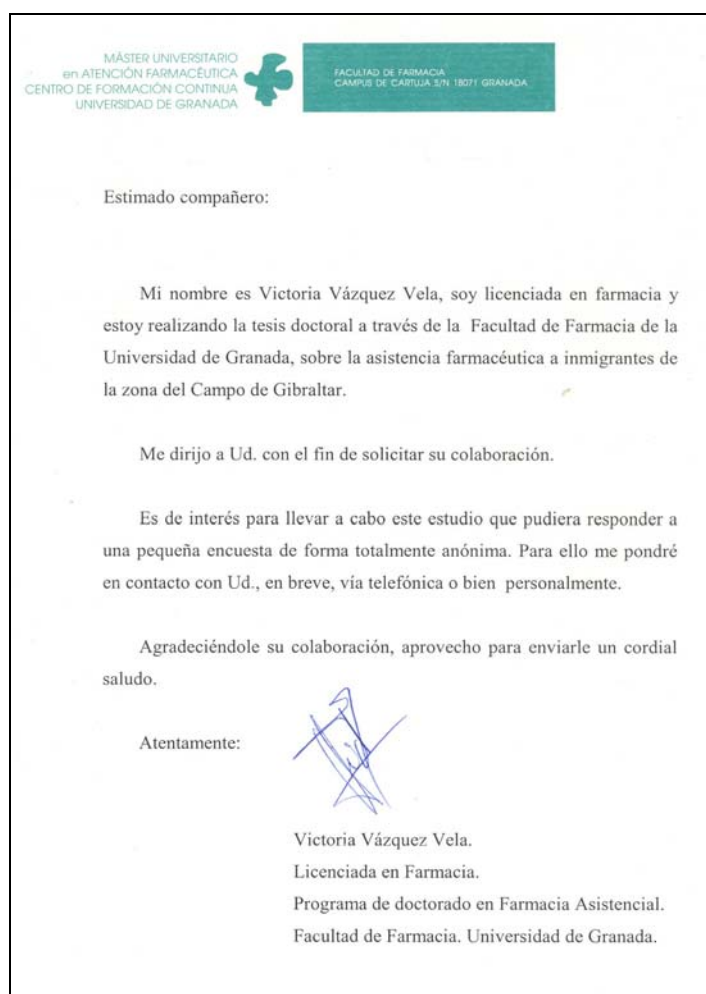 MÁSTER UNIVERSITARIO
en ATENCIÓN FARMACÉUTICA
CENTRO DE FORMACIÓN CONTINUA
UNIVERSIDAD DE GRANADA
FACULTAD DE FARMACIA
CAMPUS DE CARTUJA S/N 18071 GRANADA
Estimado compañero:
Mi nombre es Victoria Vázquez Vela, soy licenciada en farmacia y
estoy realizando la tesis doctoral a través de la Facultad de Farmacia de la
Universidad de Granada, sobre la asistencia farmacéutica a inmigrantes de
la zona del Campo de Gibraltar.
Me dirijo a Ud. con el fin de solicitar su colaboración.
Es de interés para llevar a cabo este estudio que pudiera responder a
una pequeña encuesta de forma totalmente anónima. Para ello me pondré
en contacto con Ud., en breve, vía telefónica o bien personalmente.
Agradeciéndole su colaboración, aprovecho para enviarle un cordial
saludo.
Atentamente:
Victoria Vázquez Vela.
Licenciada en Farmacia.
Programa de doctorado en Farmacia Asistencial.
Facultad de Farmacia. Universidad de Granada.